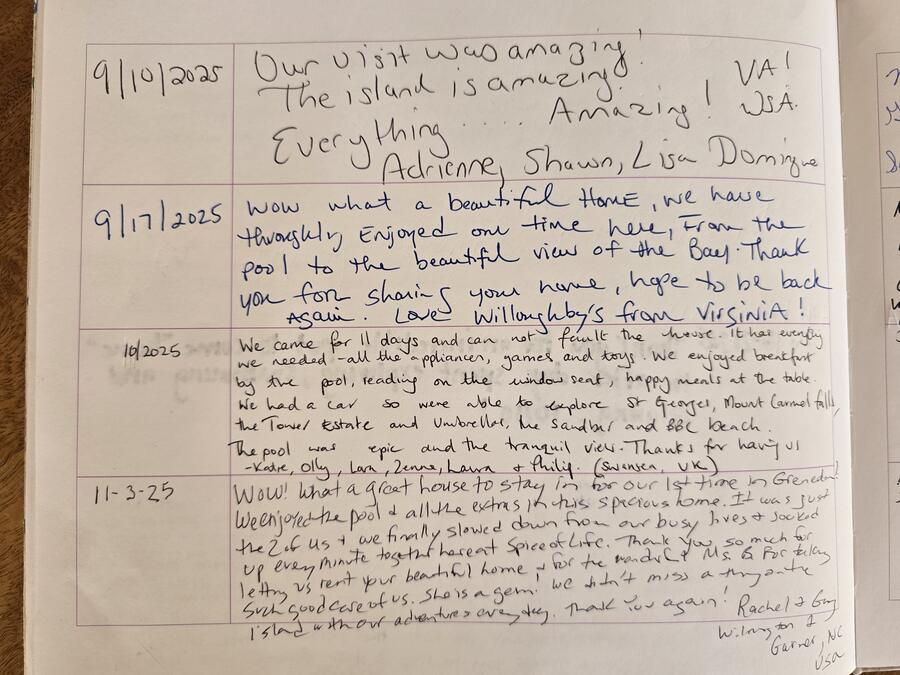 9/10/2025
Our visit was amazing!
The island is amazing! VA!
Everything .... Amazing! USA.
Adrienne, Shawn, Lisa Dominque
9/17/2025
Wow what a beautiful HomE, we have
throughly Enjoyed our time here, From the
pool to the beautiful view of the Bay. Thank
you for sharing your home, hope to be back
Again. Love Willoughby's from VirginiA!
10/2025
We came for 11 days and can not fault the house. It has everything
we needed - all the appliances, games and toys. We enjoyed breakfast
by the pool, reading on the window seat, happy meals at the table.
We had a car so were able to explore St Georges, Mount Carmel falls,
the Tower Estate and Umbrellas, the Sandbar and BBC beach.
The pool was epic and the tranquil view. Thanks for having us
- Katie, Olly, Lara, Jenna, Laura + Philip. (Swansea, UK)
11-3-25
WOW! What a great house to stay in for our 1st time in Grenada!
We enjoyed the pool & all the extras in this spacious home. It was just
the 2 of us & we finally slowed down from our busy lives & soaked
up every minute together here at Spice of Life. Thank you so much for
letting us rent your beautiful home & for the wonderful Ms. B. for taking
such good care of us. She is a gem! We didn't miss a thing on the
island with our adventures every day. Thank You again! Rachel & Guy
Wilmington &
Garner, NC
USA